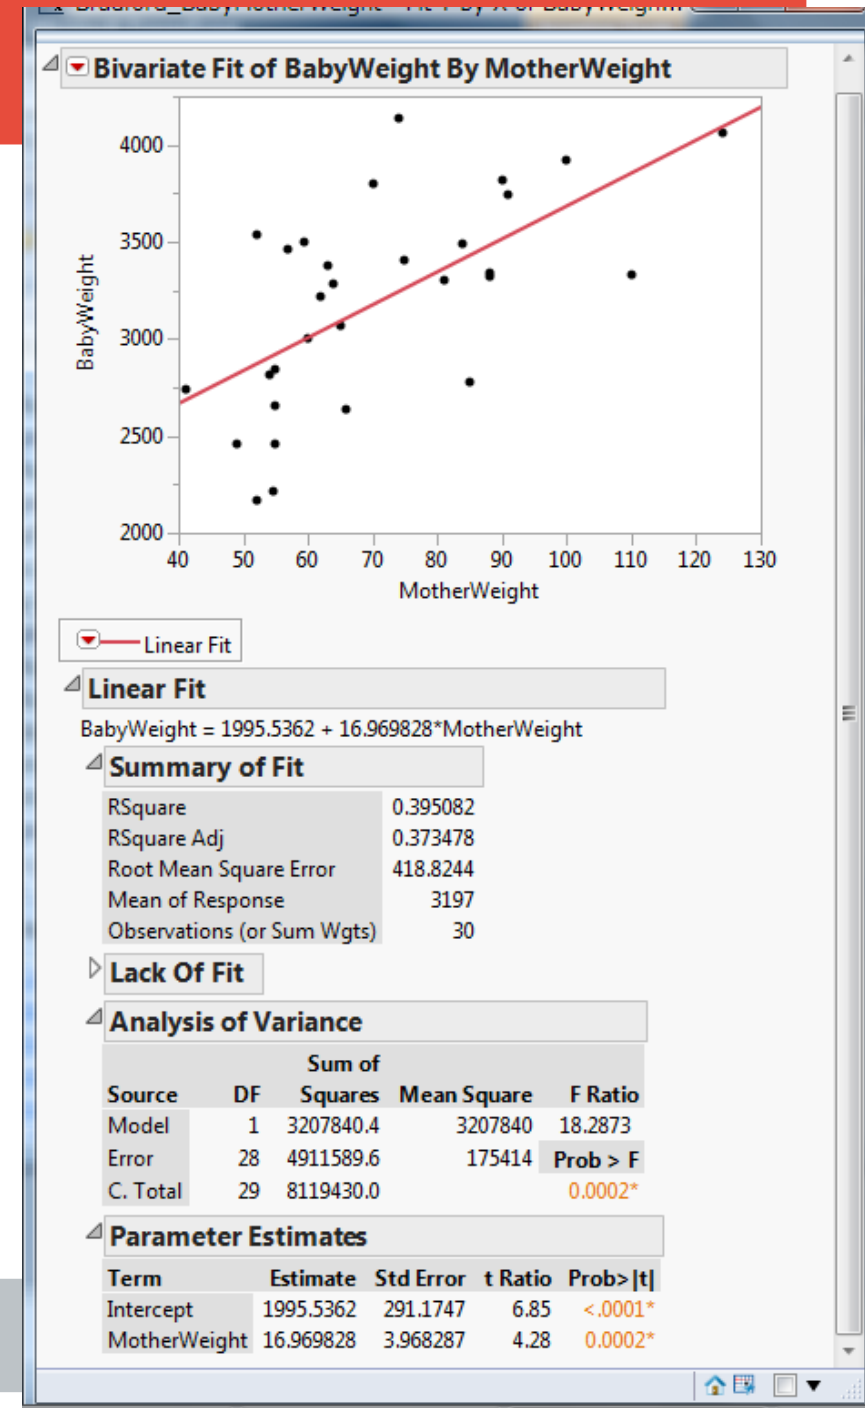 Bradford_BabyMotherWeight - Fit Y by X of BabyWeight...
Bivariate Fit of BabyWeight By MotherWeight
4000
3500
3000
2500
2000
BabyWeight
40 50 60 70 80 90 100 110 120 130
MotherWeight
Linear Fit
Linear Fit
BabyWeight = 1995.5362 + 16.969828*MotherWeight
Summary of Fit
RSquare 0.395082
RSquare Adj 0.373478
Root Mean Square Error 418.8244
Mean of Response 3197
Observations (or Sum Wgts) 30
Lack Of Fit
Analysis of Variance
Sum of
Source DF Squares Mean Square F Ratio
Model 1 3207840.4 3207840 18.2873
Error 28 4911589.6 175414 Prob > F
C. Total 29 8119430.0 0.0002*
Parameter Estimates
Term Estimate Std Error t Ratio Prob>|t|
Intercept 1995.5362 291.1747 6.85 <.0001*
MotherWeight 16.969828 3.968287 4.28 0.0002*